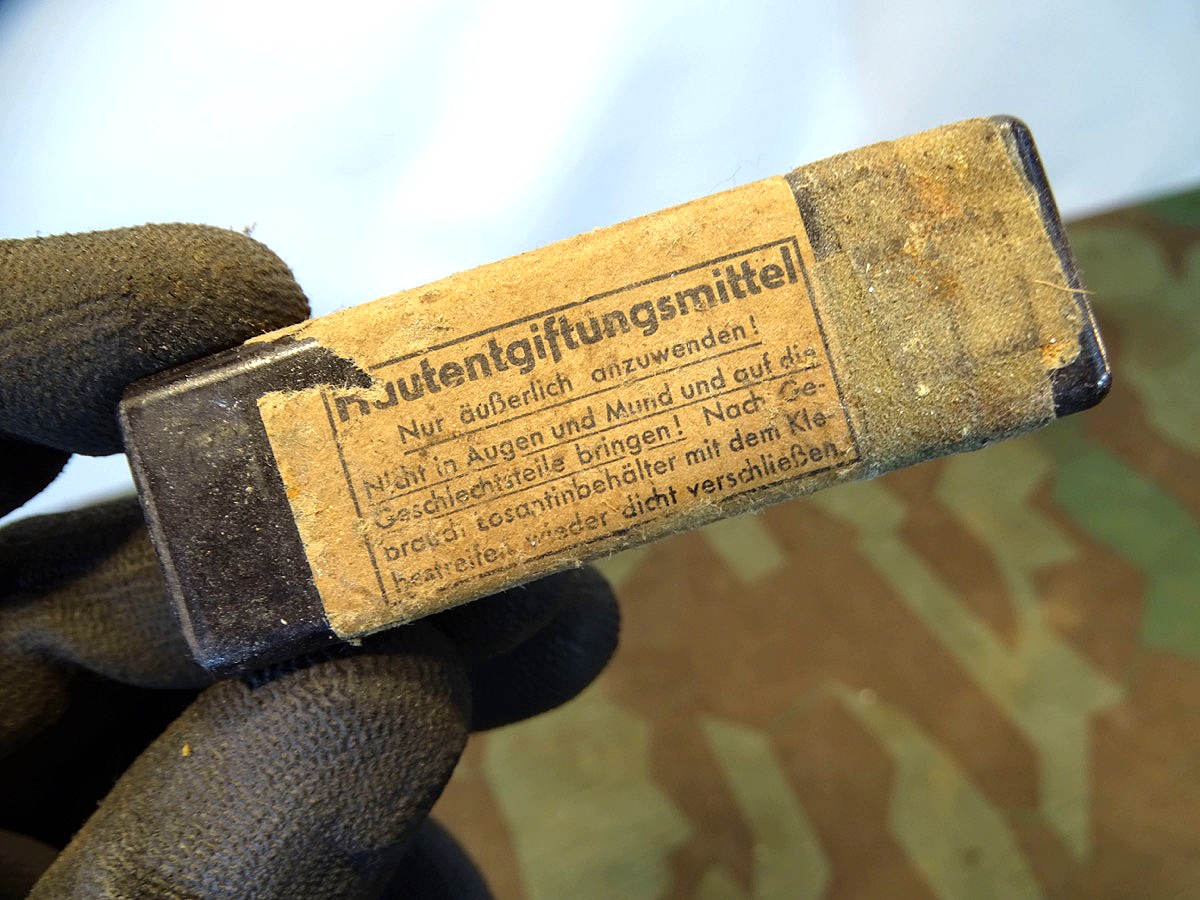 Hautentgiftungsmittel
Nur äußerlich anzuwenden!
Nicht in Augen und Mund und auf die
Geschlechtsteile bringen! Nach Ge-
brauch Losantinbehälter mit dem Kle-
bestreifen wieder dicht verschließen.